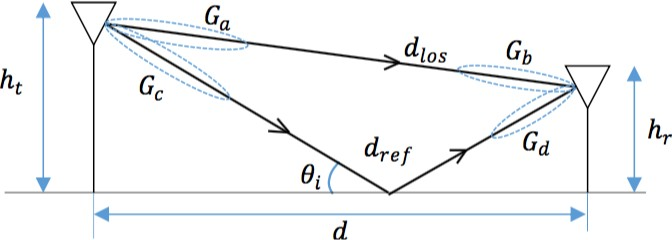 G_a
d_los
G_b
h_t
G_c
h_r
d_ref
G_d
θ_i
d